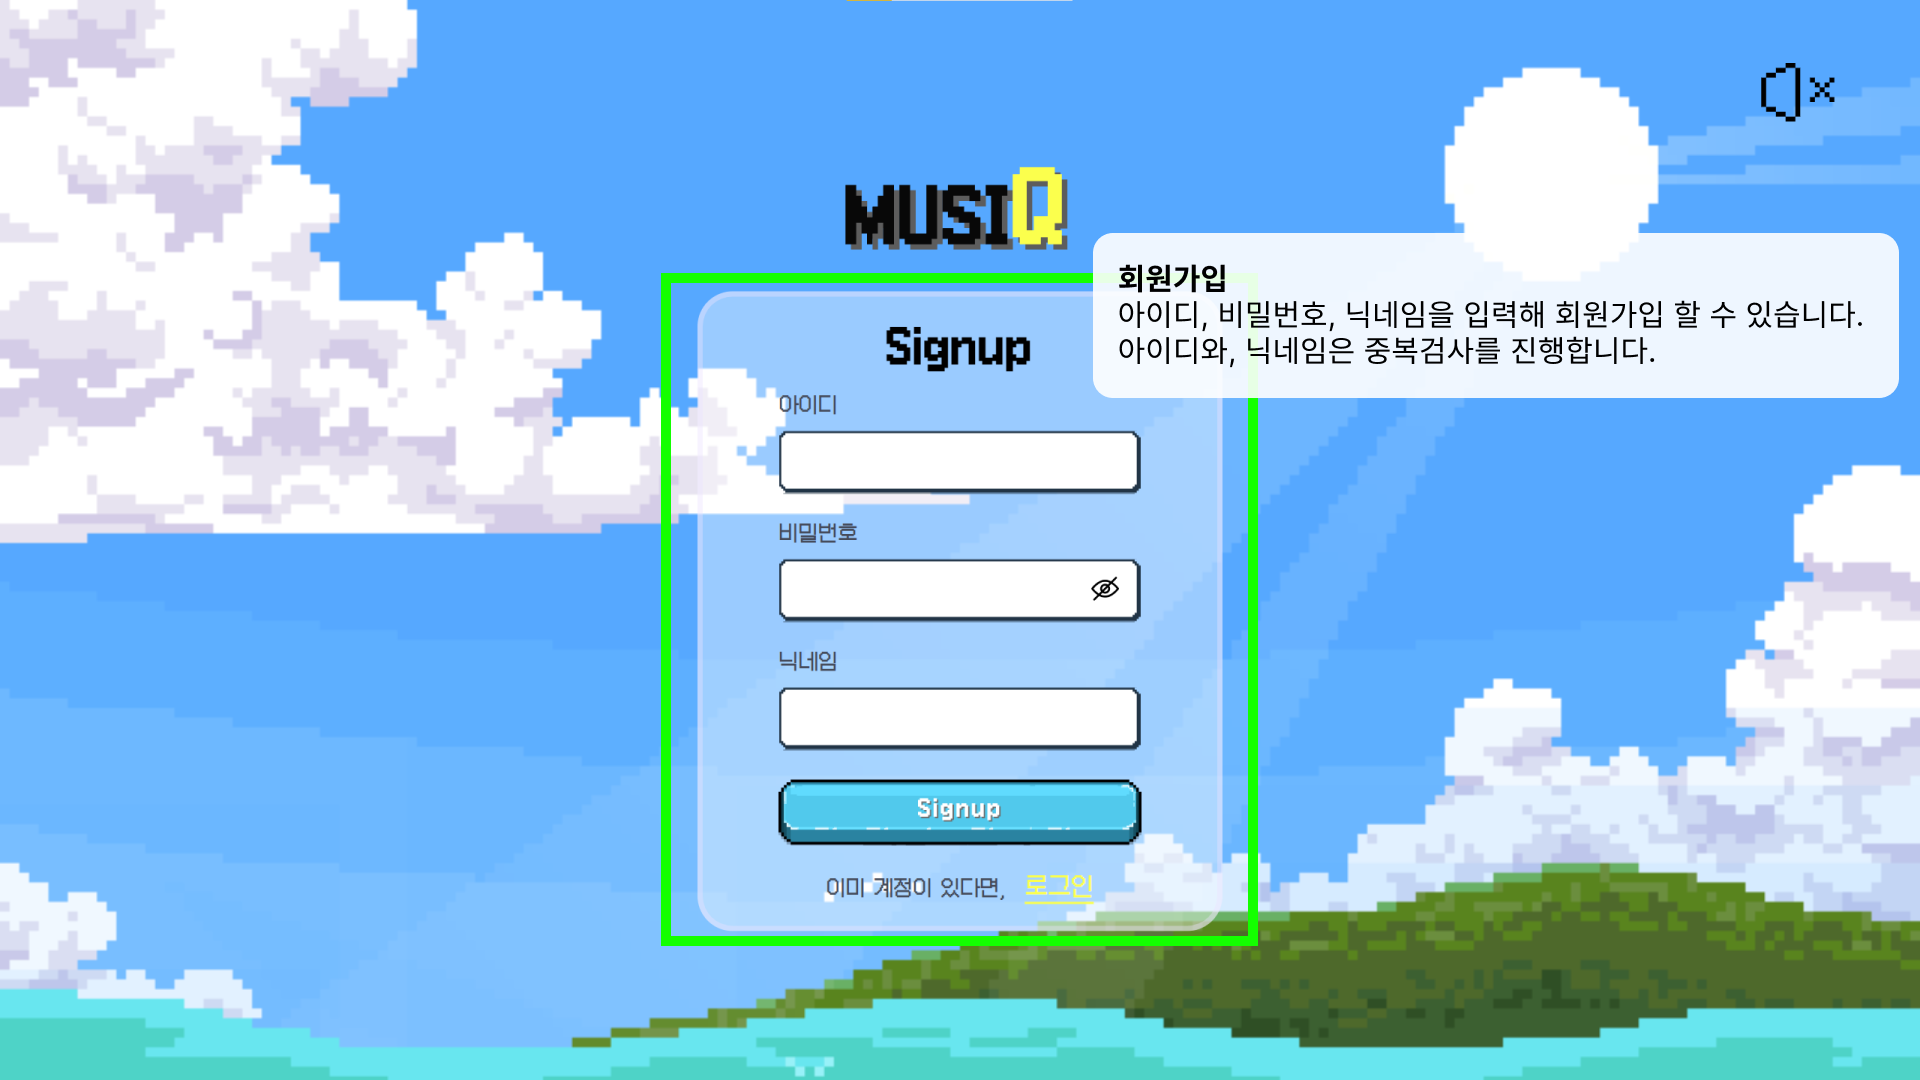 MUSIQ
회원가입
아이디, 비밀번호, 닉네임을 입력해 회원가입 할 수 있습니다.
아이디와, 닉네임은 중복검사를 진행합니다.
Signup
아이디
비밀번호
닉네임
Signup
이미 계정이 있다면, 로그인